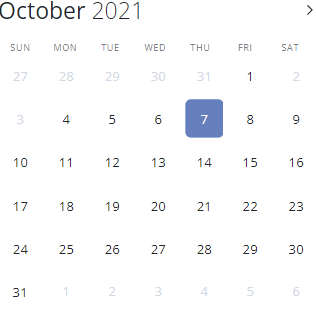 October 2021 >
SUN MON TUE WED THU FRI SAT
27 28 29 30 31 1 2
3 4 5 6 7 8 9
10 11 12 13 14 15 16
17 18 19 20 21 22 23
24 25 26 27 28 29 30
31 1 2 3 4 5 6